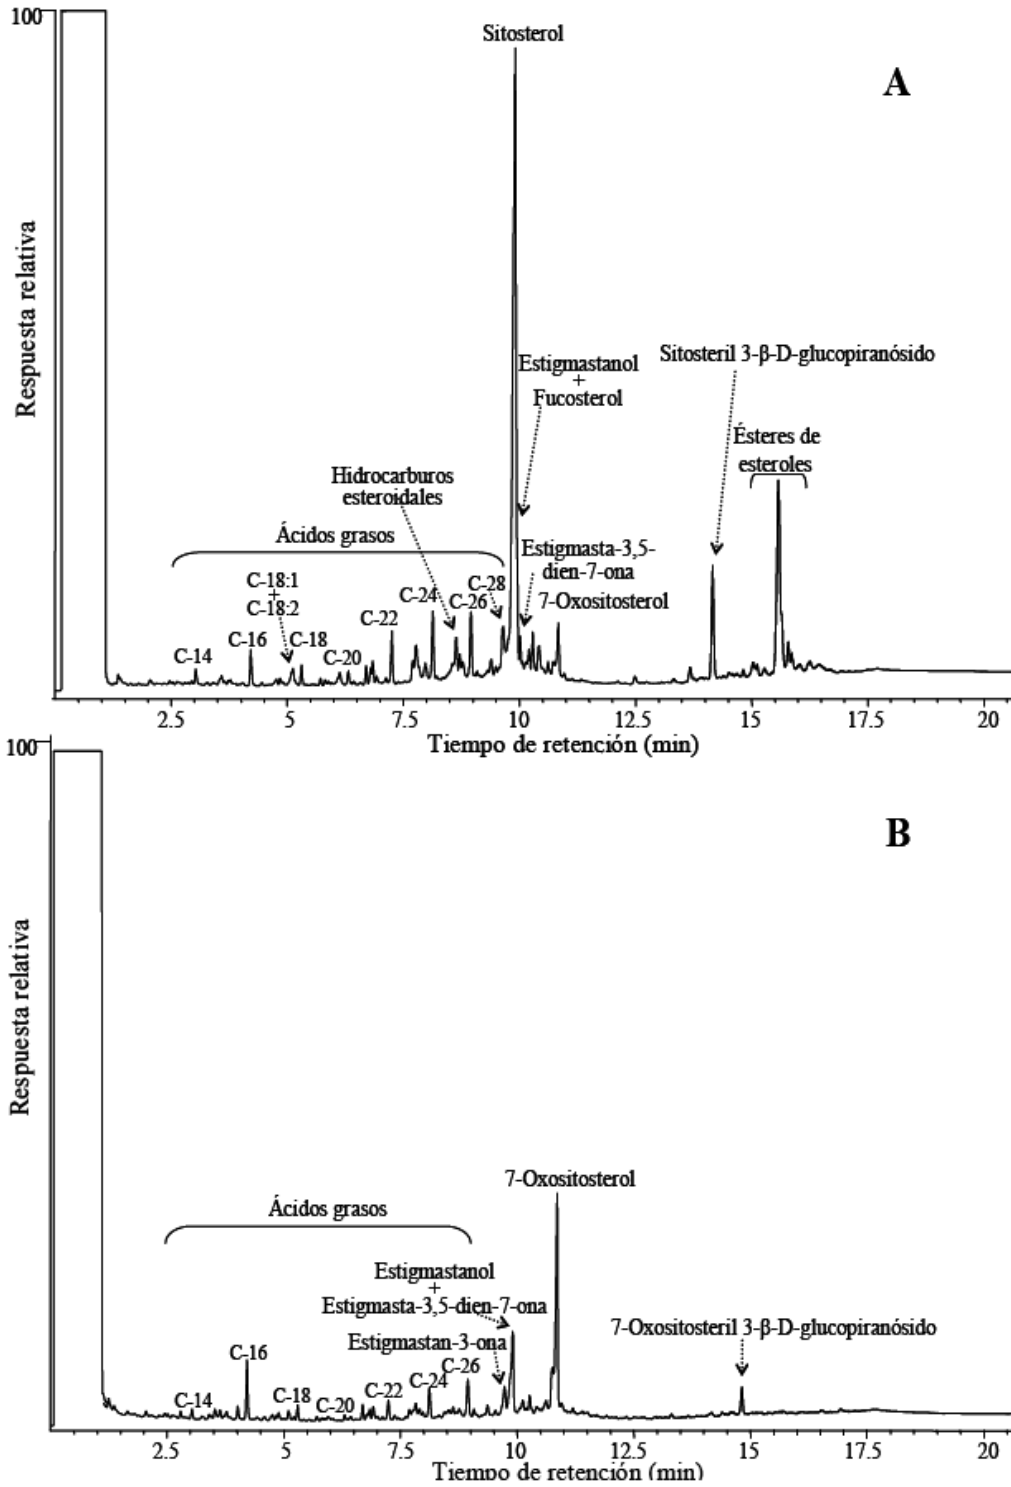 100
Sitosterol
A
Respuesta relativa
Estigmastanol
+
Fucosterol
Sitosteril 3-β-D-glucopiranósido
Ésteres de
esteroles
Hidrocarburos
esteroidales
Ácidos grasos
Estigmasta-3,5-
dien-7-ona
7-Oxositosterol
C-18:1
+
C-18:2
C-28
C-24
C-26
C-22
C-16
C-18
C-14
C-20
2.5
5
7.5
10
12.5
15
17.5
20
Tiempo de retención (min)
100
B
Respuesta relativa
7-Oxositosterol
Ácidos grasos
Estigmastanol
+
Estigmasta-3,5-dien-7-ona
Estigmastan-3-ona
7-Oxositosteril 3-β-D-glucopiranósido
C-16
C-26
C-24
C-22
C-18
C-14
C-20
2.5
5
7.5
10
12.5
15
17.5
20
Tiempo de retención (min)